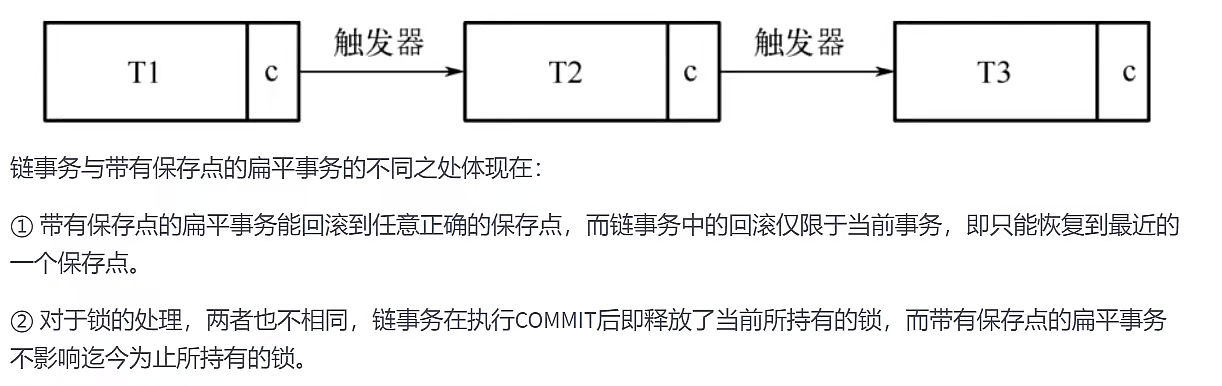 T1 c 触发器 T2 c 触发器 T3 c
链事务与带有保存点的扁平事务的不同之处体现在：
① 带有保存点的扁平事务能回滚到任意正确的保存点，而链事务中的回滚仅限于当前事务，即只能恢复到最近的
一个保存点。
② 对于锁的处理，两者也不相同，链事务在执行COMMIT后即释放了当前所持有的锁，而带有保存点的扁平事务
不影响迄今为止所持有的锁。